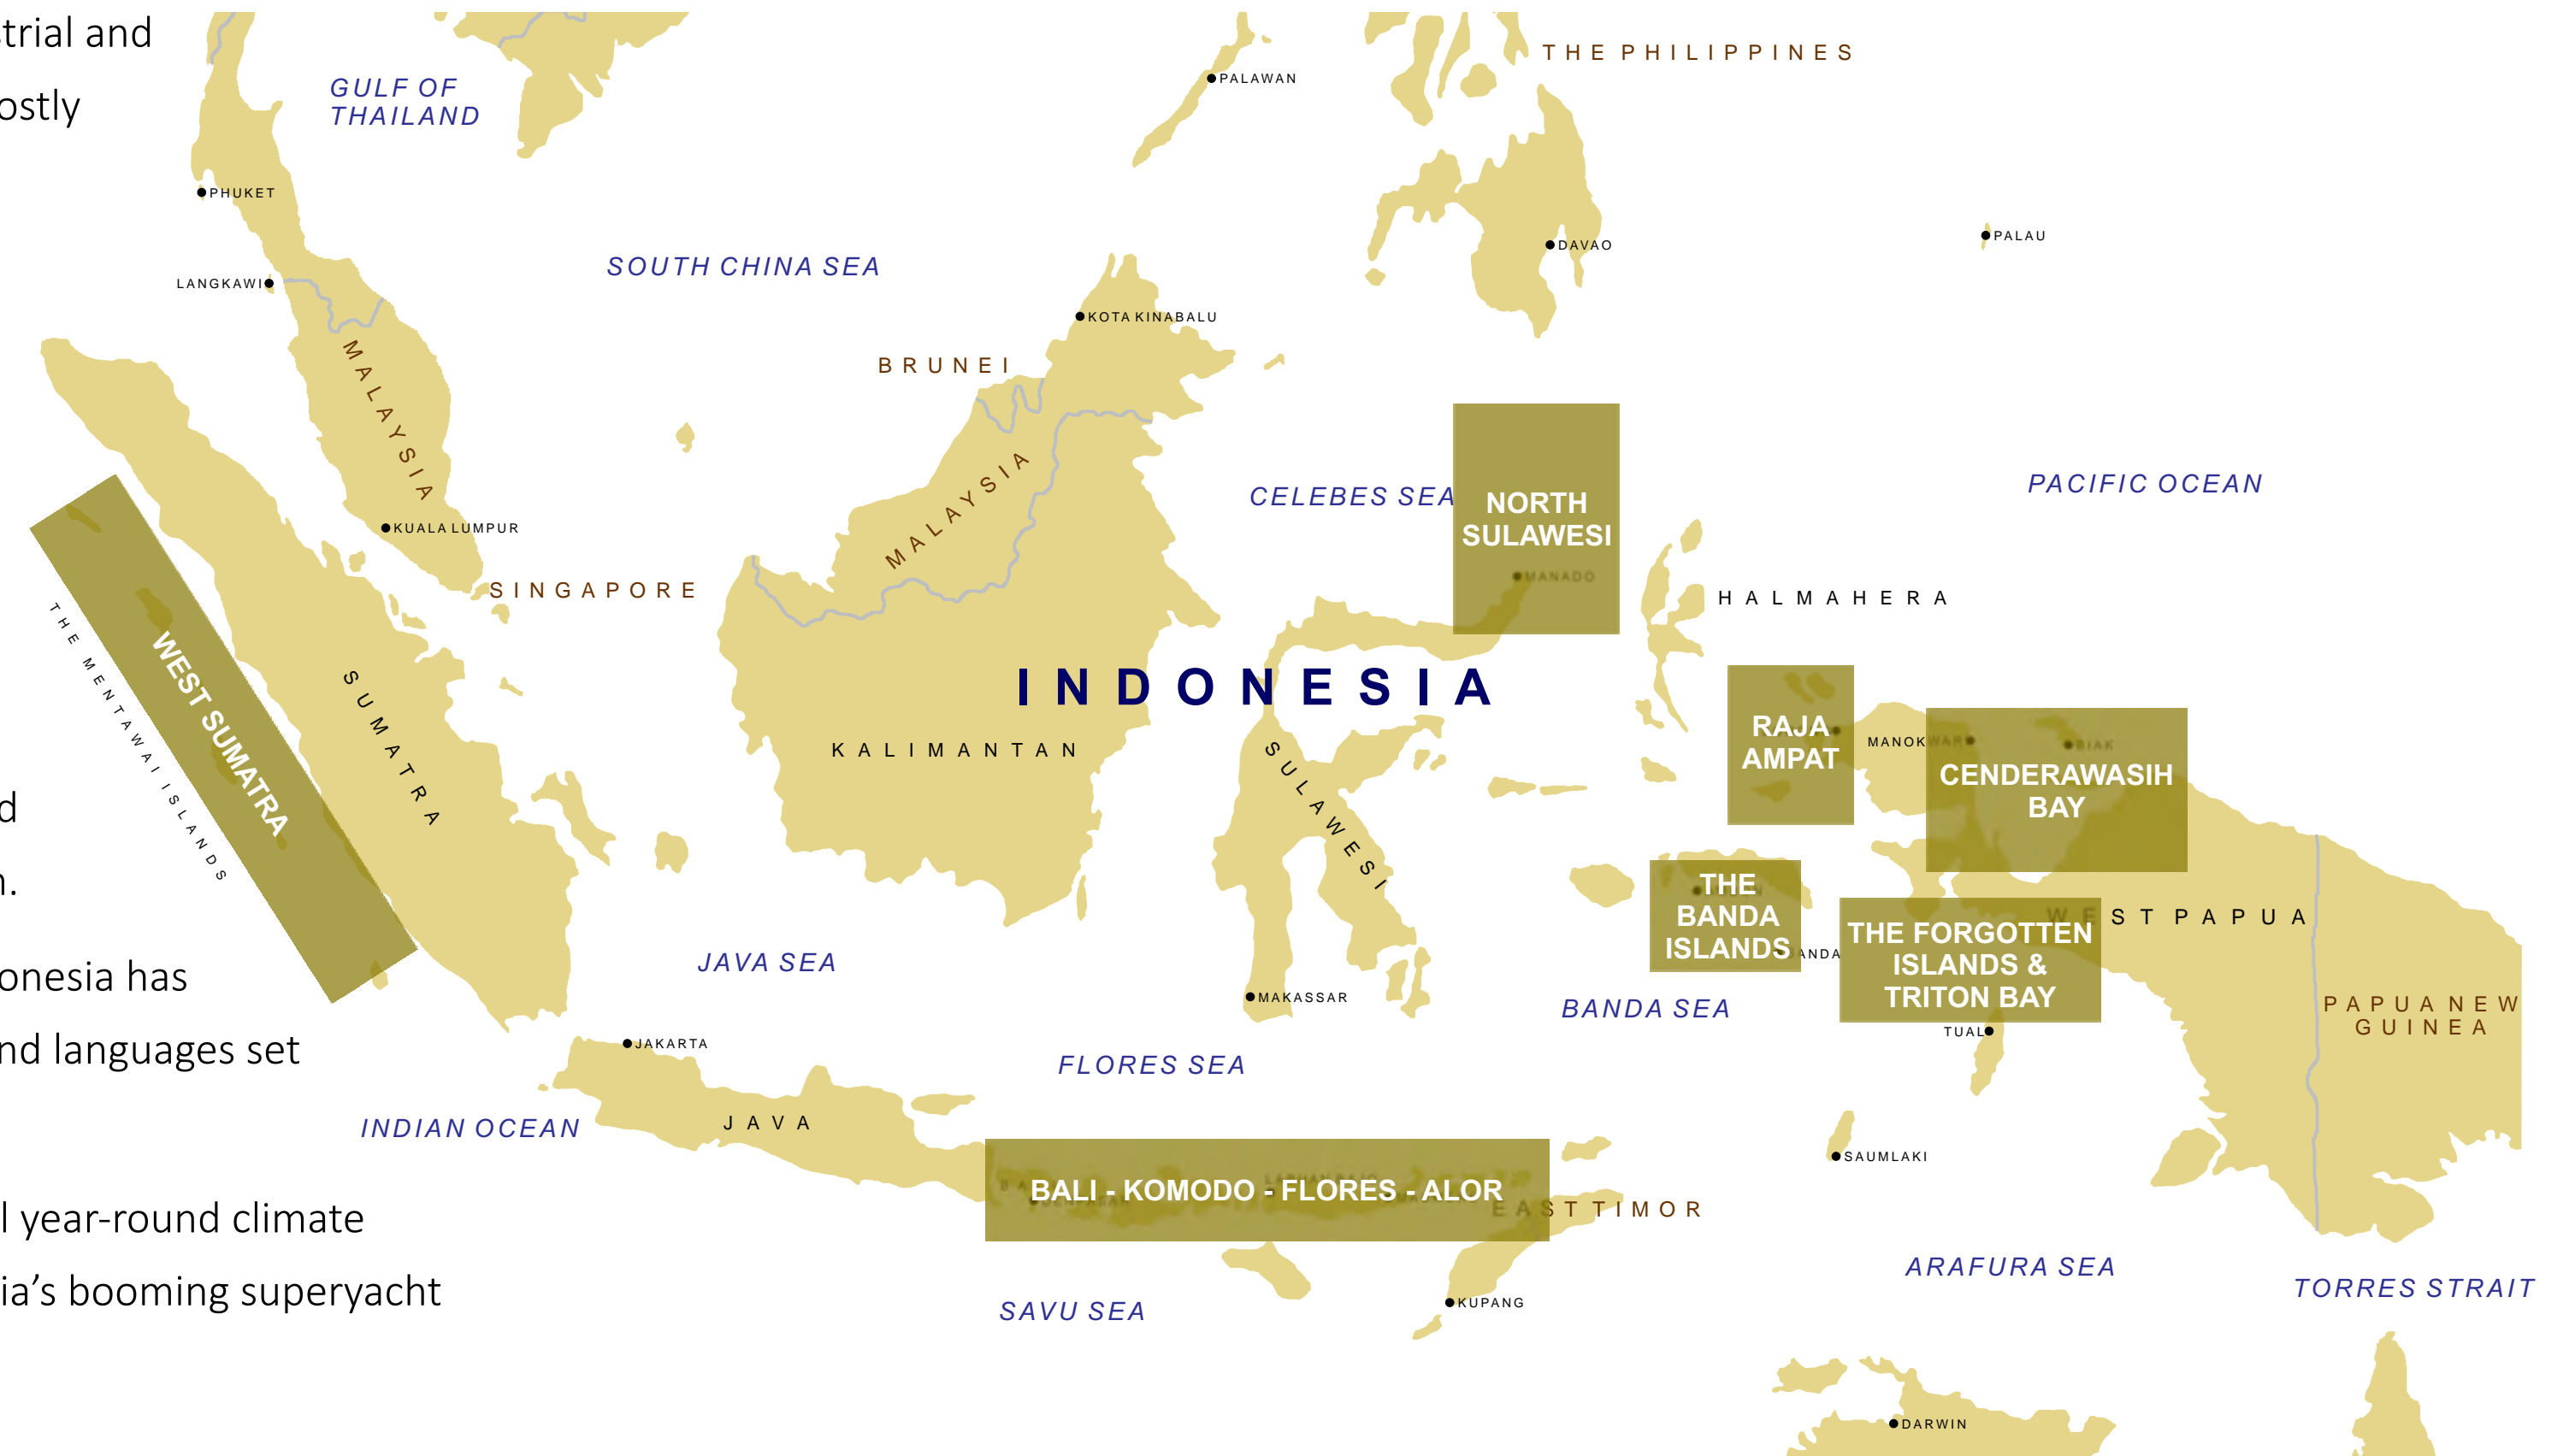 strial and
ostly
d
n.
onesia has
nd languages set
l year-round climate
ia's booming superyacht
THE PHILIPPINES
PALAWAN
GULF OF
THAILAND
PHUKET
DAVAO
PALAU
SOUTH CHINA SEA
LANGKAWI
KOTA KINABALU
BRUNEI
MALAYSIA
MALAYSIA
CELEBES SEA
PACIFIC OCEAN
NORTH
SULAWESI
MANADO
KUALA LUMPUR
SINGAPORE
HALMAHERA
THE MENTAWAI ISLANDS
WEST SUMATRA
SUMATRA
INDONESIA
KALIMANTAN
SULAWESI
RAJA
AMPAT
MANOKWARI
BIAK
CENDERAWASIH
BAY
THE
BANDA
ISLANDS
BANDA
WEST PAPUA
THE FORGOTTEN
ISLANDS &
TRITON BAY
JAVA SEA
MAKASSAR
BANDA SEA
TUAL
PAPUA NEW
GUINEA
JAKARTA
FLORES SEA
INDIAN OCEAN
JAVA
SAUMLAKI
BALI - KOMODO - FLORES - ALOR
EAST TIMOR
ARAFURA SEA
TORRES STRAIT
SAVU SEA
KUPANG
DARWIN